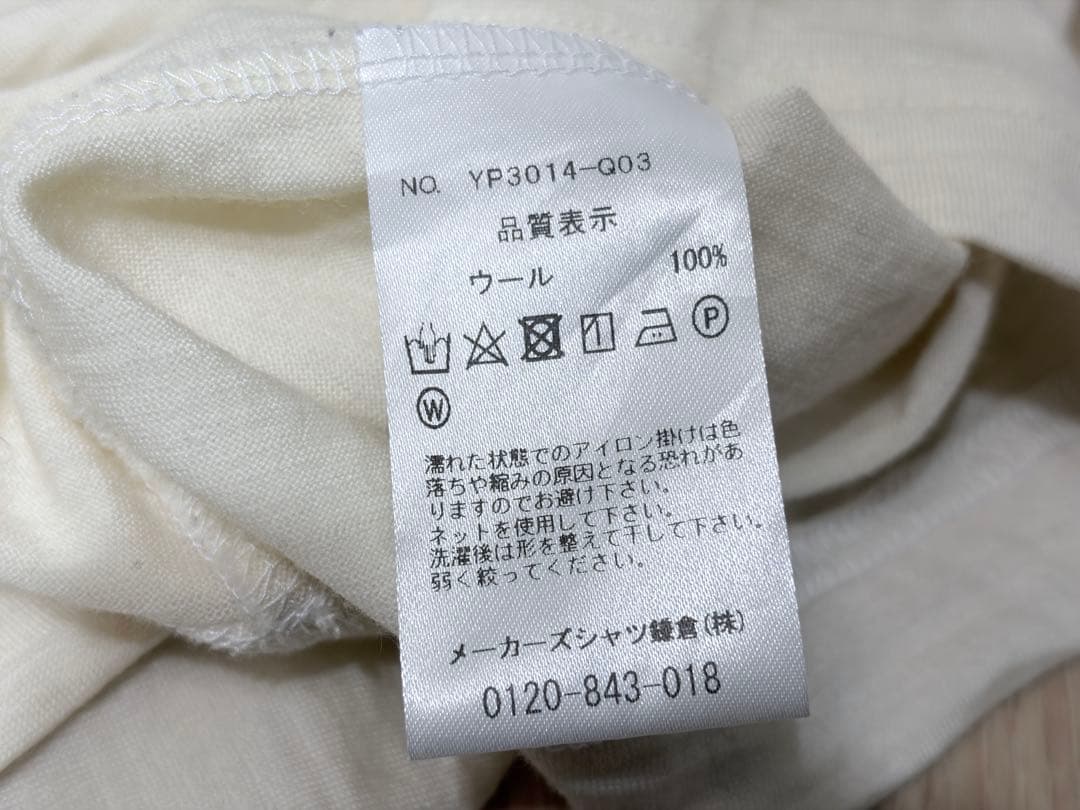 NO. YP3014-Q03
品質表示
ウール 100%
P
W
濡れた状態でのアイロン掛けは色
落ちや縮みの原因となる恐れがあ
りますのでお避け下さい。
ネットを使用して下さい。
洗濯後は形を整えて干して下さい。
弱く絞ってください。
メーカーズシャツ鎌倉(株)
0120-843-018